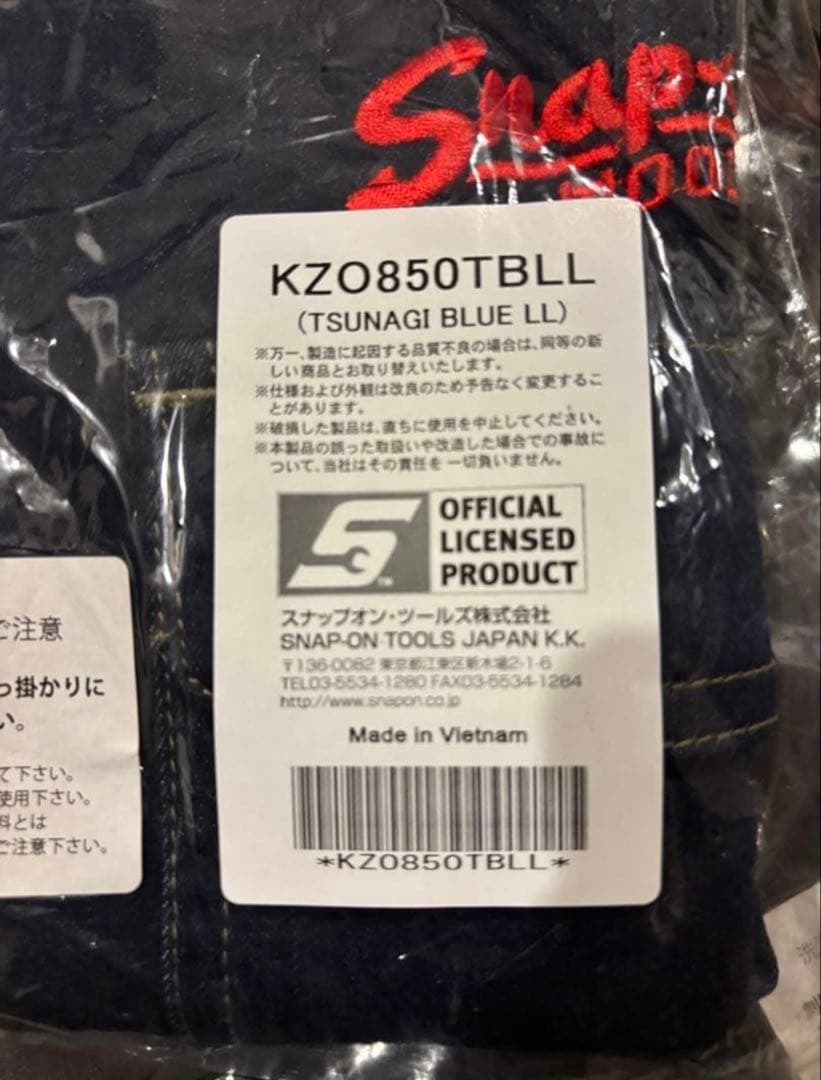 Snap-
KZO850TBLL
(TSUNAGI BLUE LL)
※万一、製造に起因する品質不良の場合は、同等の新
しい商品とお取り替えいたします。
※仕様および外観は改良のため予告なく変更するこ
とがあります。
※破損した製品は、直ちに使用を中止してください。
※本製品の誤った取扱いや改造した場合での事故に
ついて、当社はその責任を一切負いません。
S TM
OFFICIAL
LICENSED
PRODUCT
スナップオン・ツールズ株式会社
SNAP-ON TOOLS JAPAN K.K.
〒136-0082 東京都江東区新木場2-1-6
TEL03-5534-1280 FAX03-5534-1284
http://www.snapon.co.jp
Made in Vietnam
*KZO850TBLL*
ご注意
っ掛かりに
い。
て下さい。
使用下さい。
料とは
ご注意下さい。